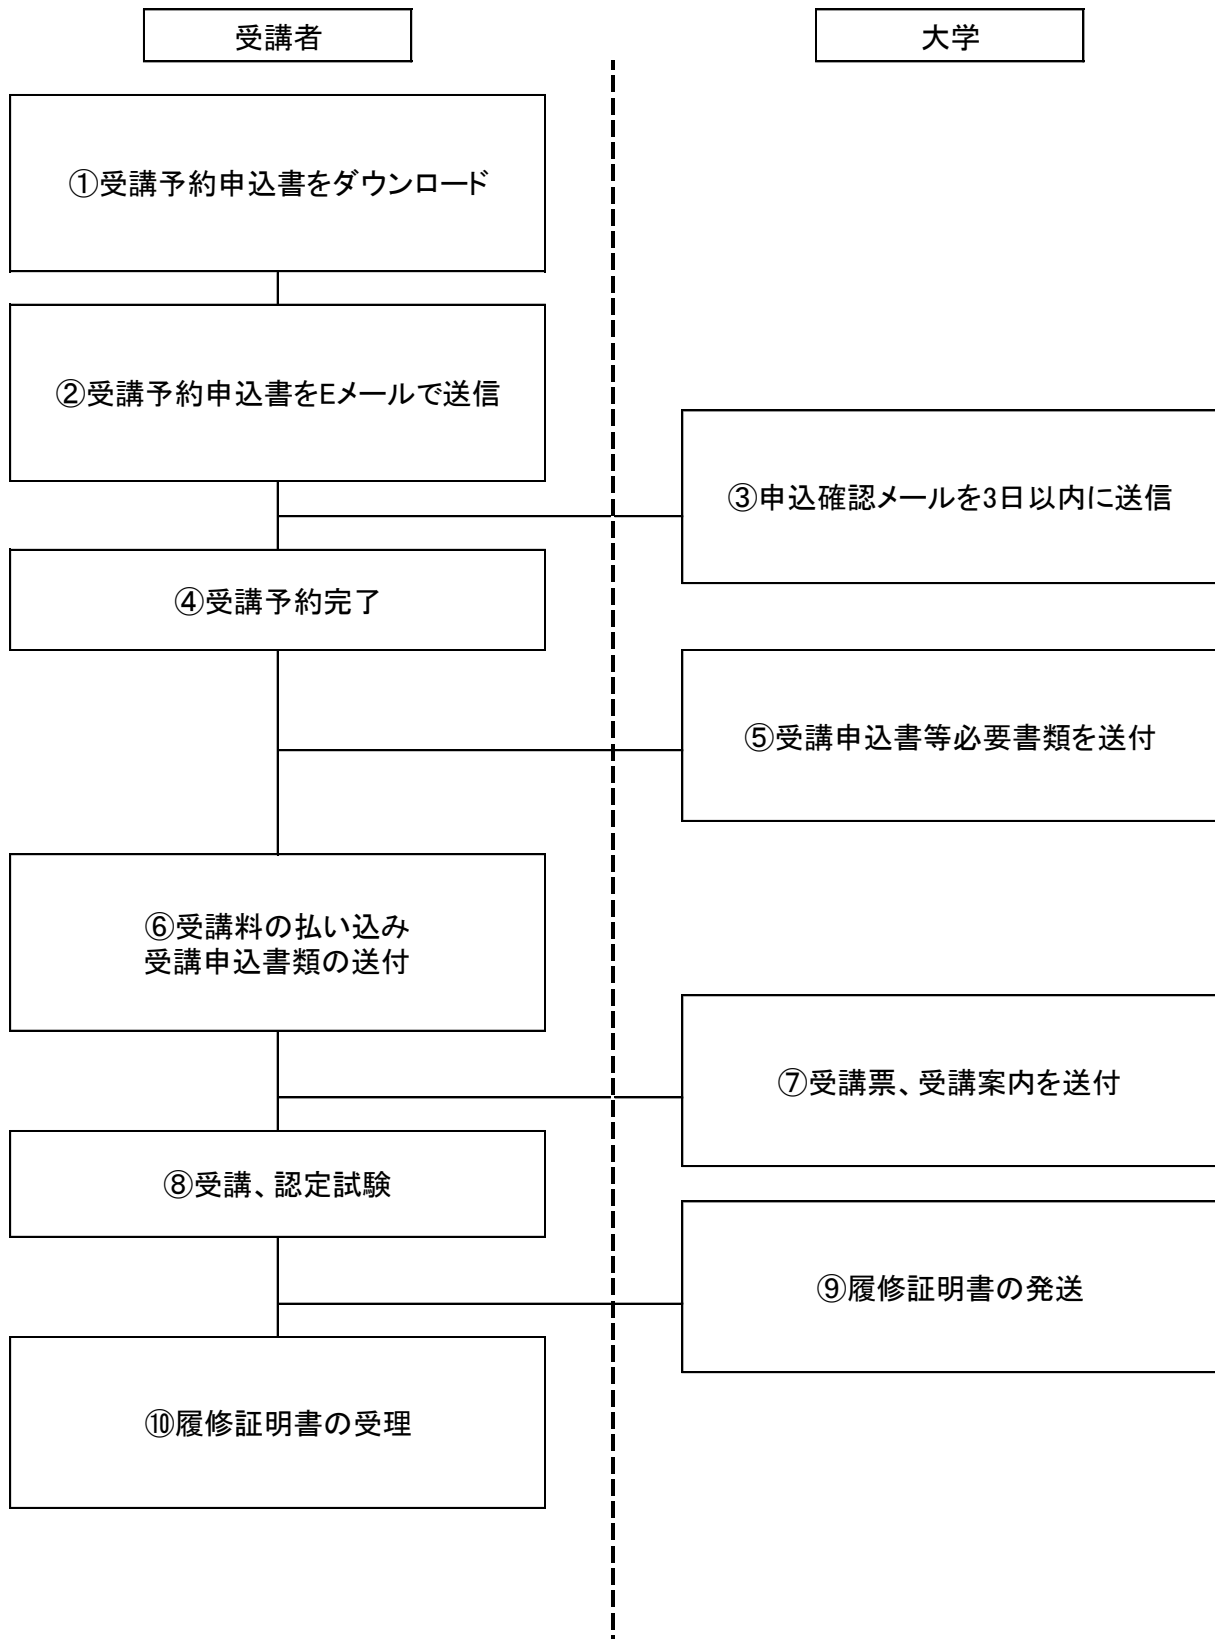 受講者
大学
①受講予約申込書をダウンロード
②受講予約申込書をEメールで送信
③申込確認メールを3日以内に送信
④受講予約完了
⑤受講申込書等必要書類を送付
⑥受講料の払い込み
受講申込書類の送付
⑦受講票、受講案内を送付
⑧受講、認定試験
⑨履修証明書の発送
⑩履修証明書の受理